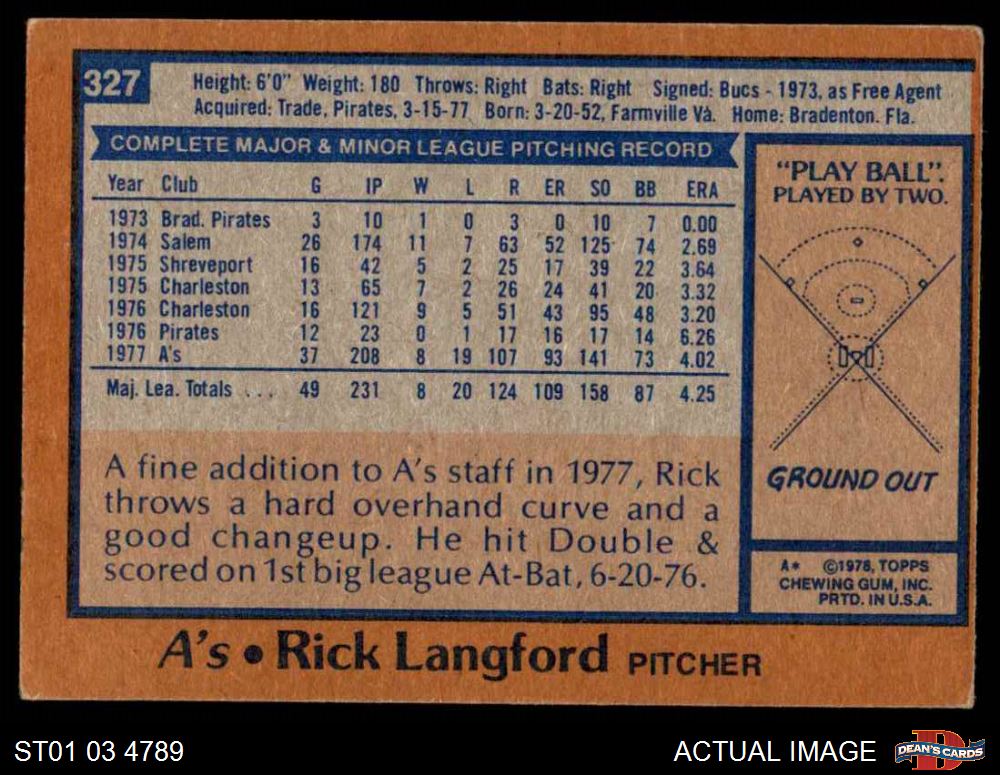 327
Height: 6'0" Weight: 180 Throws: Right Bats: Right Signed: Bucs - 1973, as Free Agent
Acquired: Trade, Pirates, 3-15-77 Born: 3-20-52, Farmville Va. Home: Bradenton. Fla.
COMPLETE MAJOR & MINOR LEAGUE PITCHING RECORD
Year Club G IP W L R ER SO BB ERA
1973 Brad. Pirates 3 10 1 0 3 0 10 7 0.00
1974 Salem 26 174 11 7 63 52 125 74 2.69
1975 Shreveport 16 42 5 2 25 17 39 22 3.64
1975 Charleston 13 65 7 2 26 24 41 20 3.32
1976 Charleston 16 121 9 5 51 43 95 48 3.20
1976 Pirates 12 23 0 1 17 16 17 14 6.26
1977 A's 37 208 8 19 107 93 141 73 4.02
Maj. Lea. Totals . . . 49 231 8 20 124 109 158 87 4.25
A fine addition to A's staff in 1977, Rick
throws a hard overhand curve and a
good changeup. He hit Double &
scored on 1st big league At-Bat, 6-20-76.
"PLAY BALL".
PLAYED BY TWO.
GROUND OUT
A* ©1978, TOPPS
CHEWING GUM, INC.
PRTD. IN U.S.A.
A's • Rick Langford PITCHER
ST01 03 4789
ACTUAL IMAGE
D
DEAN'S CARDS